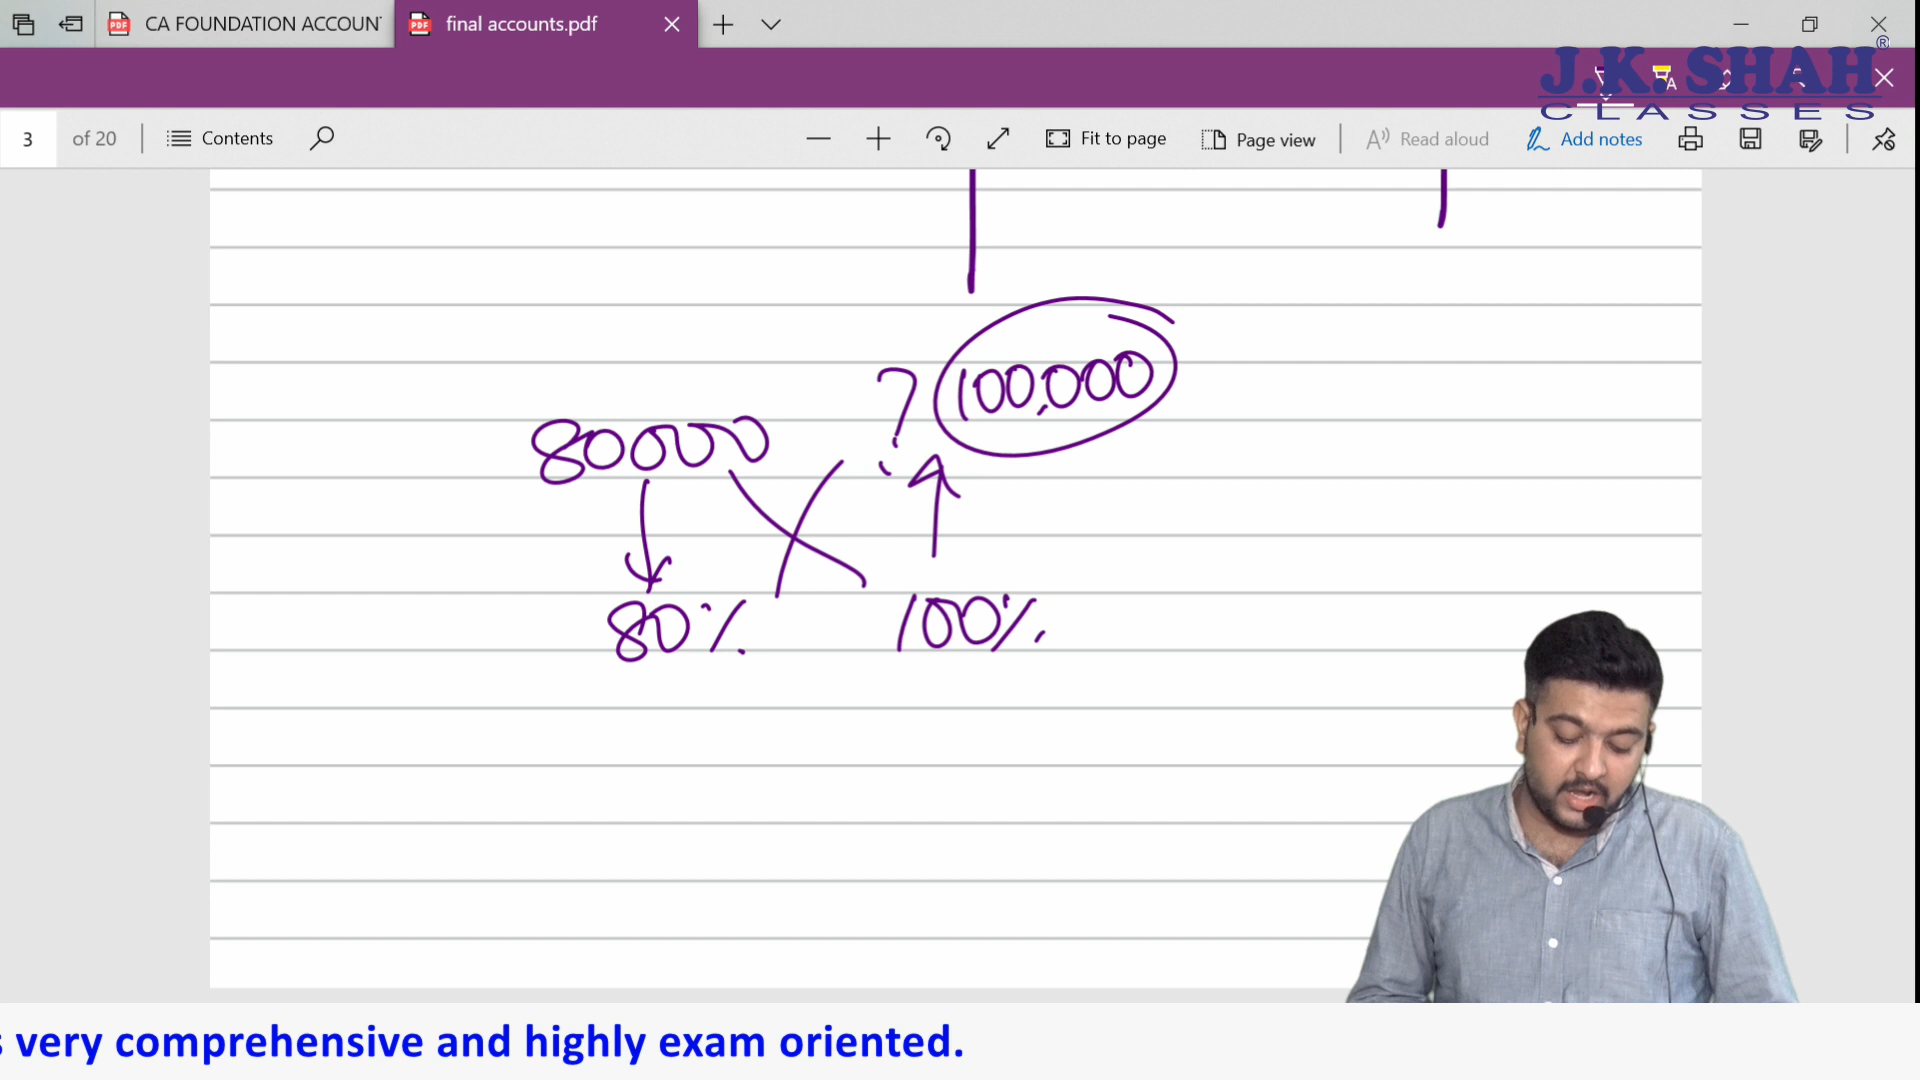 CA FOUNDATION ACCOUN
final accounts.pdf
J.K. SHAH®
CLASSES
3 of 20 Contents Fit to page Page view Read aloud Add notes
? 100,000
80000
80% 100%
very comprehensive and highly exam oriented.